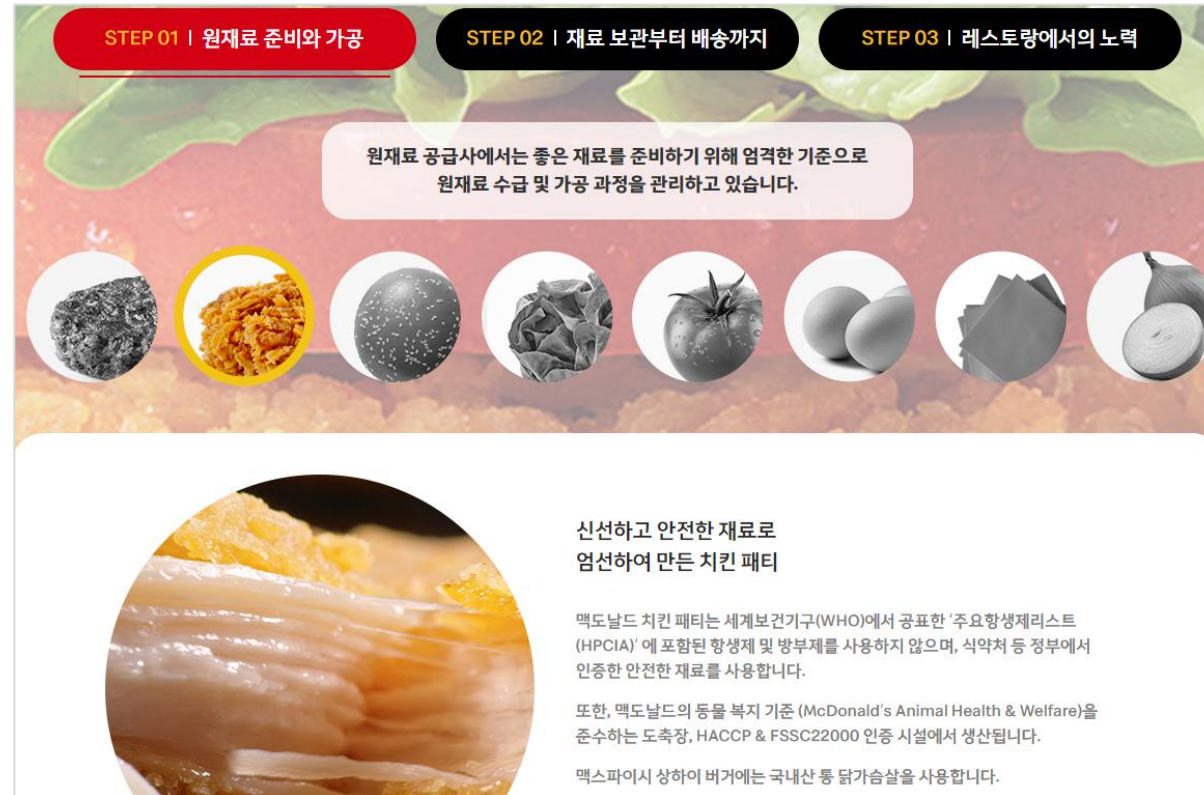 STEP 01 | 원재료 준비와 가공
STEP 02 | 재료 보관부터 배송까지
STEP 03 | 레스토랑에서의 노력
원재료 공급사에서는 좋은 재료를 준비하기 위해 엄격한 기준으로
원재료 수급 및 가공 과정을 관리하고 있습니다.
신선하고 안전한 재료로
엄선하여 만든 치킨 패티
맥도날드 치킨 패티는 세계보건기구(WHO)에서 공표한 '주요항생제리스트
(HPCIA)' 에 포함된 항생제 및 방부제를 사용하지 않으며, 식약처 등 정부에서
인증한 안전한 재료를 사용합니다.
또한, 맥도날드의 동물 복지 기준 (McDonald's Animal Health & Welfare)을
준수하는 도축장, HACCP & FSSC22000 인증 시설에서 생산됩니다.
맥스파이시 상하이 버거에는 국내산 통 닭가슴살을 사용합니다.